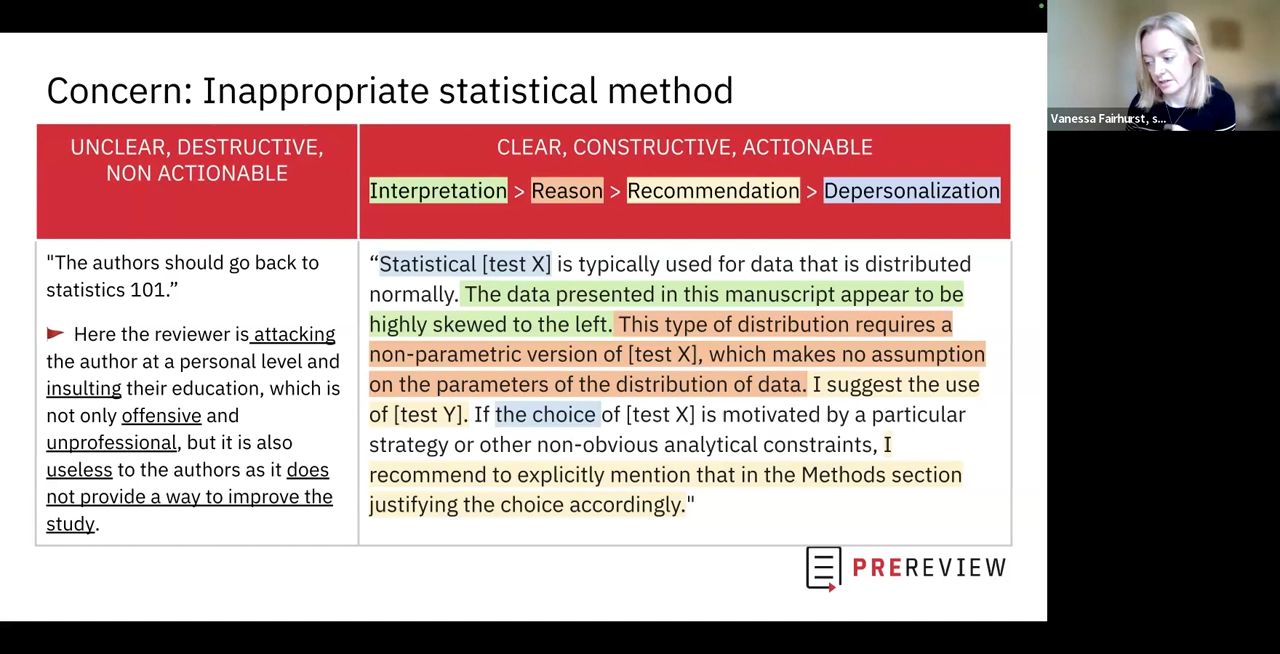 Concern: Inappropriate statistical method
UNCLEAR, DESTRUCTIVE,
NON ACTIONABLE
CLEAR, CONSTRUCTIVE, ACTIONABLE
Interpretation > Reason > Recommendation > Depersonalization
"The authors should go back to
statistics 101.”
Here the reviewer is attacking
the author at a personal level and
insulting their education, which is
not only offensive and
unprofessional, but it is also
useless to the authors as it does
not provide a way to improve the
study.
“Statistical [test X] is typically used for data that is distributed
normally. The data presented in this manuscript appear to be
highly skewed to the left. This type of distribution requires a
non-parametric version of [test X], which makes no assumption
on the parameters of the distribution of data. I suggest the use
of [test Y]. If the choice of [test X] is motivated by a particular
strategy or other non-obvious analytical constraints, I
recommend to explicitly mention that in the Methods section
justifying the choice accordingly."
PREREVIEW
Vanessa Fairhurst, s...